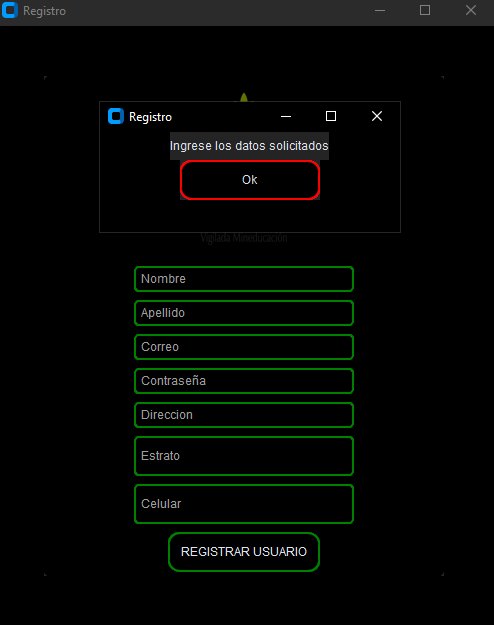 Registro
Registro
Ingrese los datos solicitados
Ok
Vigilada Mineducación
Nombre
Apellido
Correo
Contraseña
Direccion
Estrato
Celular
REGISTRAR USUARIO